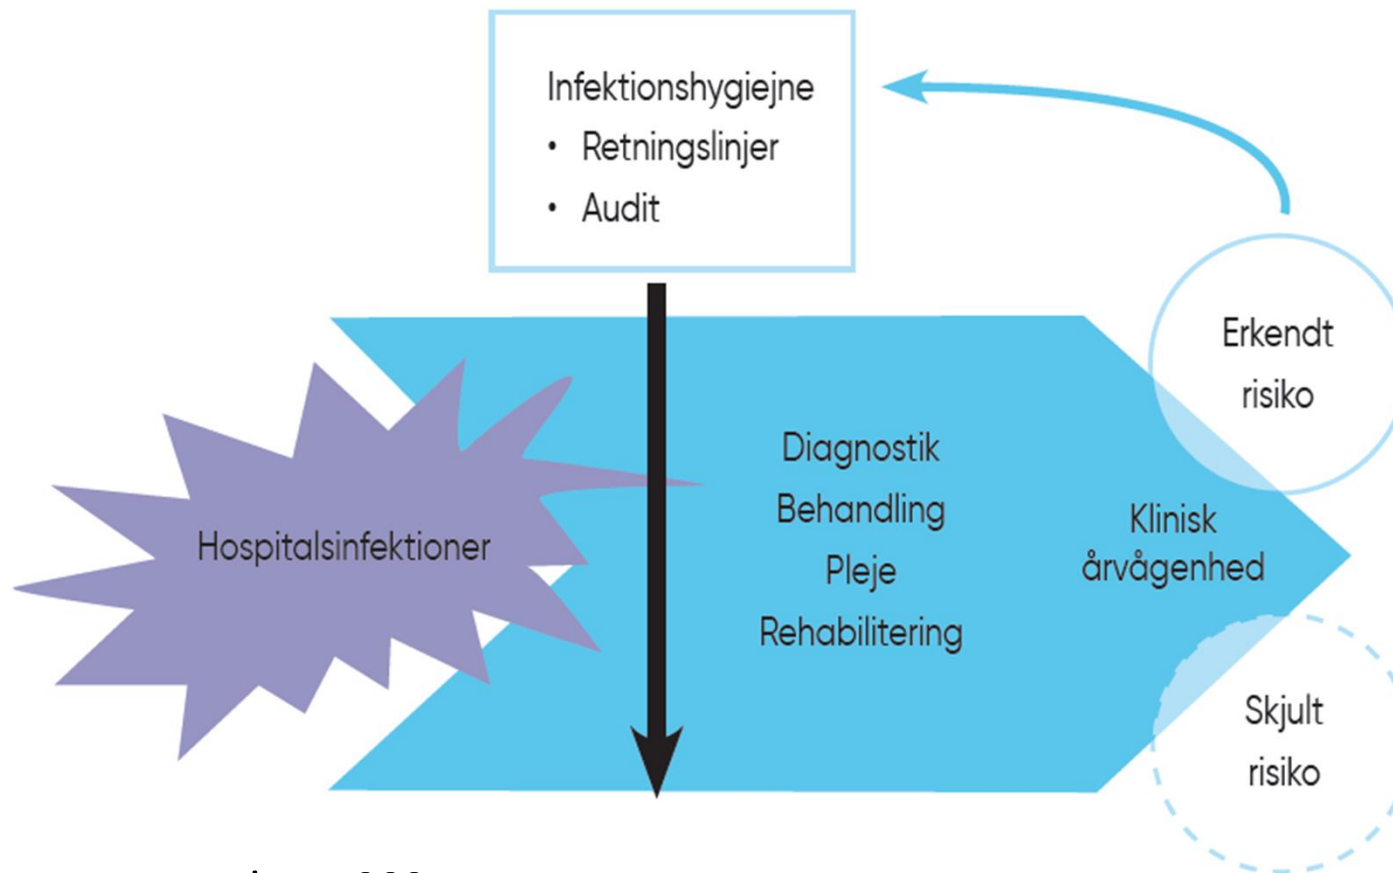 Infektionshygiejne
• Retningslinjer
• Audit
Erkendt
risiko
Hospitalsinfektioner
Diagnostik
Behandling
Pleje
Rehabilitering
Klinisk
årvågenhed
Skjult
risiko